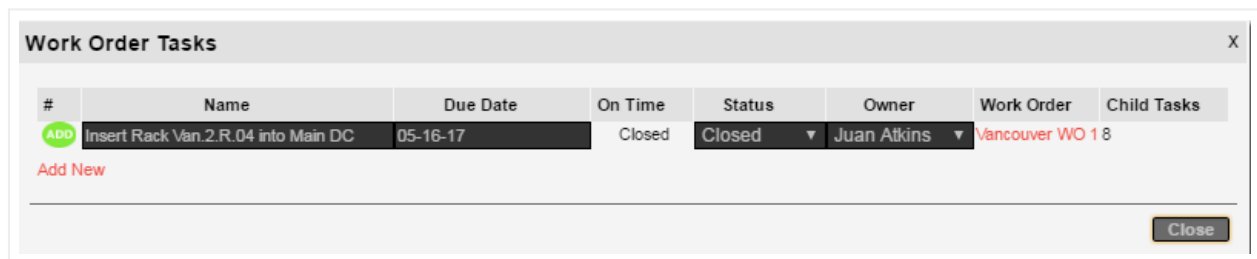 Work Order Tasks X
# Name Due Date On Time Status Owner Work Order Child Tasks
ADD Insert Rack Van.2.R.04 into Main DC 05-16-17 Closed Closed ▼ Juan Atkins ▼ Vancouver WO 1 8
Add New
Close